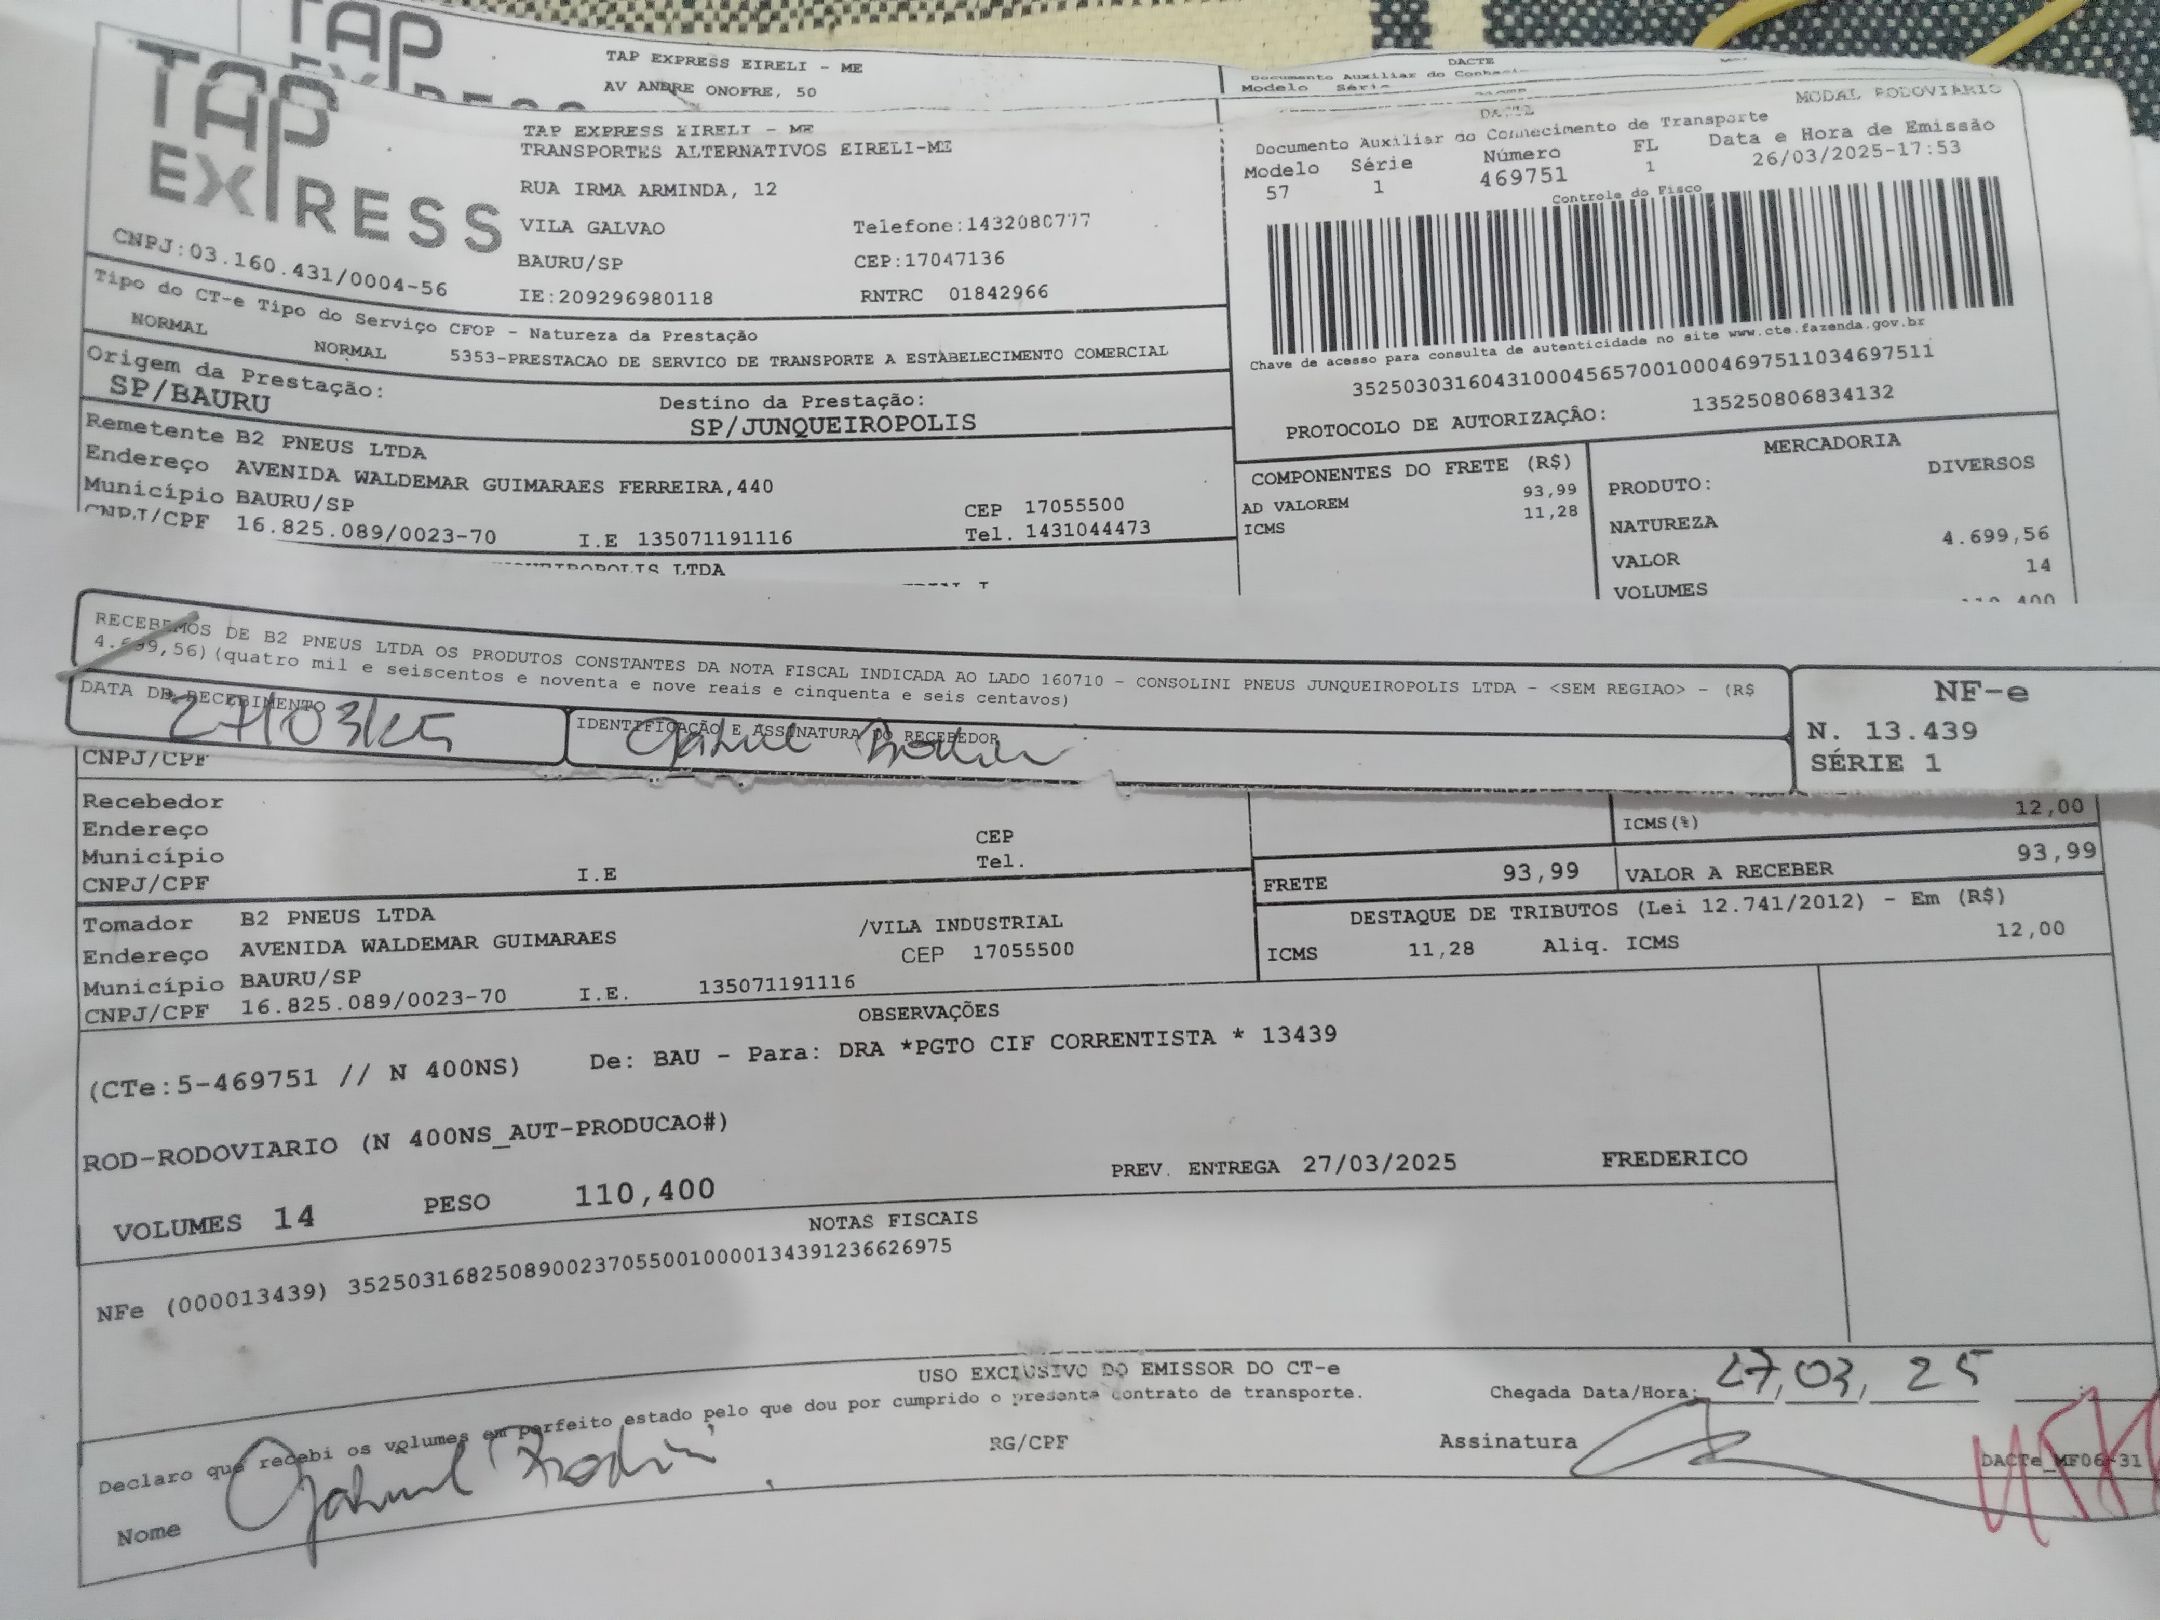 TAP
TAP EXPRESS EIRELI - ME
AV ANDRE ONOFRE, 50
DACTE
Documento Auxiliar do
Modelo Série
TAP
EXPRESS
CNPJ:03.160.431/0004-56
TAP EXPRESS EIRELI - ME
TRANSPORTES ALTERNATIVOS EIRELI-ME
RUA IRMA ARMINDA, 12
VILA GALVAO Telefone:1432080777
BAURU/SP CEP:17047136
IE:209296980118 RNTRC 01842966
DACTE MODAL RODOVIARIO
Documento Auxiliar do Conhecimento de Transporte
Modelo Série Número FL Data e Hora de Emissão
57 1 469751 1 26/03/2025-17:53
Controle do Fisco
Chave de acesso para consulta de autenticidade no site www.cte.fazenda.gov.br
35250303160431000456570010004697511034697511
PROTOCOLO DE AUTORIZAÇÃO: 135250806834132
Tipo do CT-e Tipo do Serviço CFOP - Natureza da Prestação
NORMAL NORMAL 5353-PRESTACAO DE SERVICO DE TRANSPORTE A ESTABELECIMENTO COMERCIAL
Origem da Prestação: Destino da Prestação:
SP/BAURU SP/JUNQUEIROPOLIS
Remetente B2 PNEUS LTDA
Endereço AVENIDA WALDEMAR GUIMARAES FERREIRA,440
Município BAURU/SP CEP 17055500
CNPJ/CPF 16.825.089/0023-70 I.E 135071191116 Tel. 1431044473
COMPONENTES DO FRETE (R$)
AD VALOREM 93,99
ICMS 11,28
MERCADORIA
PRODUTO: DIVERSOS
NATUREZA
VALOR 4.699,56
VOLUMES 14
LTDA
RECEBEMOS DE B2 PNEUS LTDA OS PRODUTOS CONSTANTES DA NOTA FISCAL INDICADA AO LADO 160710 - CONSOLINI PNEUS JUNQUEIROPOLIS LTDA - <SEM REGIAO> - (R$
4.699,56) (quatro mil e seiscentos e noventa e nove reais e cinquenta e seis centavos)
DATA DE RECEBIMENTO
27/03/25
IDENTIFICAÇÃO E ASSINATURA DO RECEBEDOR
NF-e
N. 13.439
SÉRIE 1
CNPJ/CPF
Recebedor
Endereço CEP
Município Tel.
CNPJ/CPF I.E
ICMS(%) 12,00
FRETE 93,99 VALOR A RECEBER 93,99
DESTAQUE DE TRIBUTOS (Lei 12.741/2012) - Em (R$)
ICMS 11,28 Aliq. ICMS 12,00
Tomador B2 PNEUS LTDA /VILA INDUSTRIAL
Endereço AVENIDA WALDEMAR GUIMARAES CEP 17055500
Município BAURU/SP
CNPJ/CPF 16.825.089/0023-70 I.E. 135071191116
OBSERVAÇÕES
(CTe:5-469751 // N 400NS) De: BAU - Para: DRA *PGTO CIF CORRENTISTA * 13439
ROD-RODOVIARIO (N 400NS_AUT-PRODUCAO#)
PREV. ENTREGA 27/03/2025 FREDERICO
VOLUMES 14 PESO 110,400
NOTAS FISCAIS
NFe (000013439) 35250316825089002370550010000134391236626975
USO EXCLUSIVO DO EMISSOR DO CT-e
Declaro que recebi os volumes em perfeito estado pelo que dou por cumprido o presente contrato de transporte.
Chegada Data/Hora: 27,03, 25
Nome RG/CPF Assinatura
DACTe_MF06-31